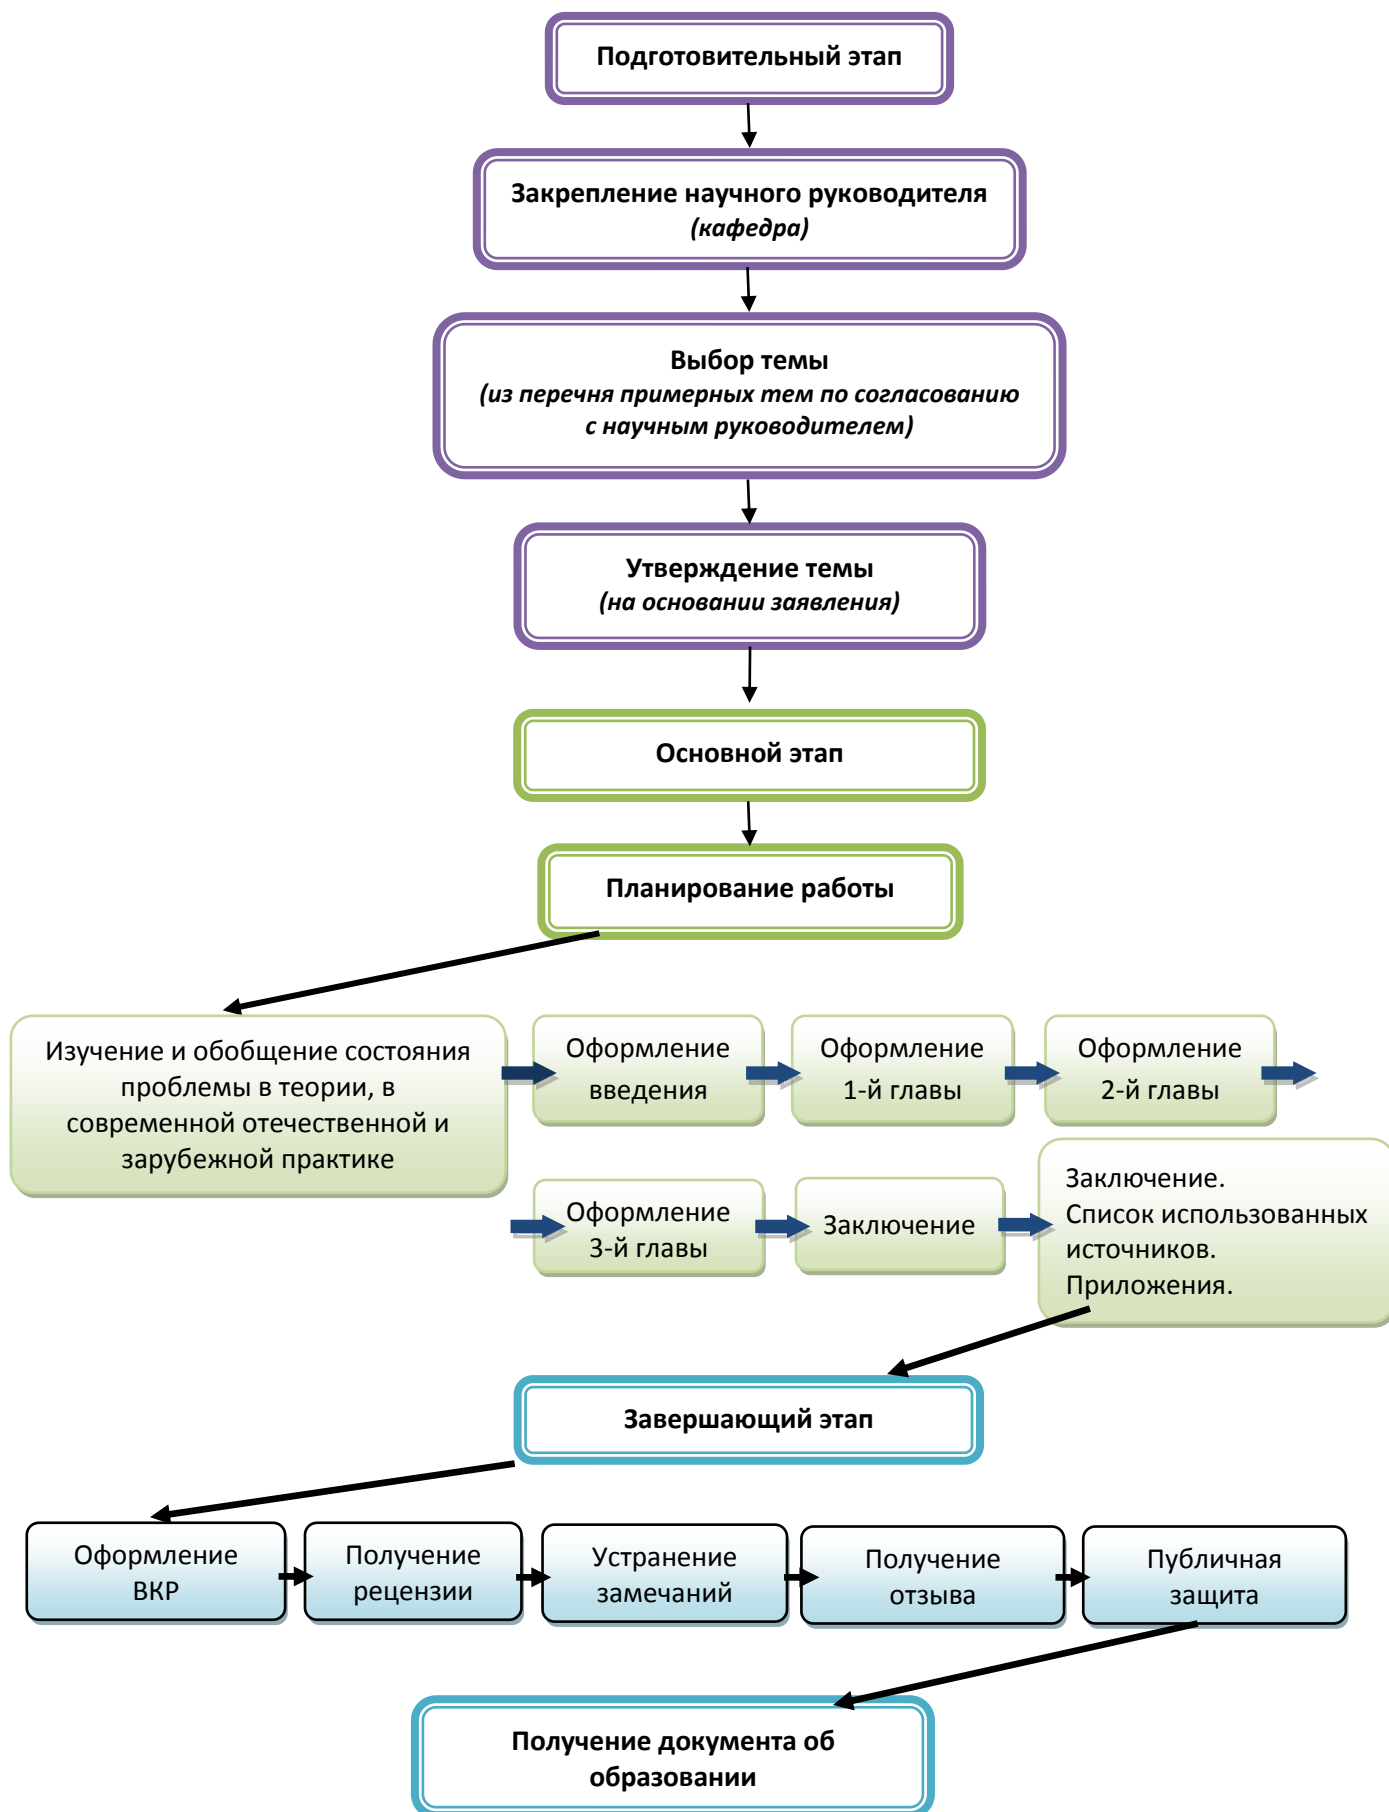 Подготовительный этап
Закрепление научного руководителя
(кафедра)
Выбор темы
(из перечня примерных тем по согласованию
с научным руководителем)
Утверждение темы
(на основании заявления)
Основной этап
Планирование работы
Изучение и обобщение состояния
проблемы в теории, в
современной отечественной и
зарубежной практике
Оформление
введения
Оформление
1-й главы
Оформление
2-й главы
Оформление
3-й главы
Заключение
Заключение.
Список использованных
источников.
Приложения.
Завершающий этап
Оформление
ВКР
Получение
рецензии
Устранение
замечаний
Получение
отзыва
Публичная
защита
Получение документа об
образовании